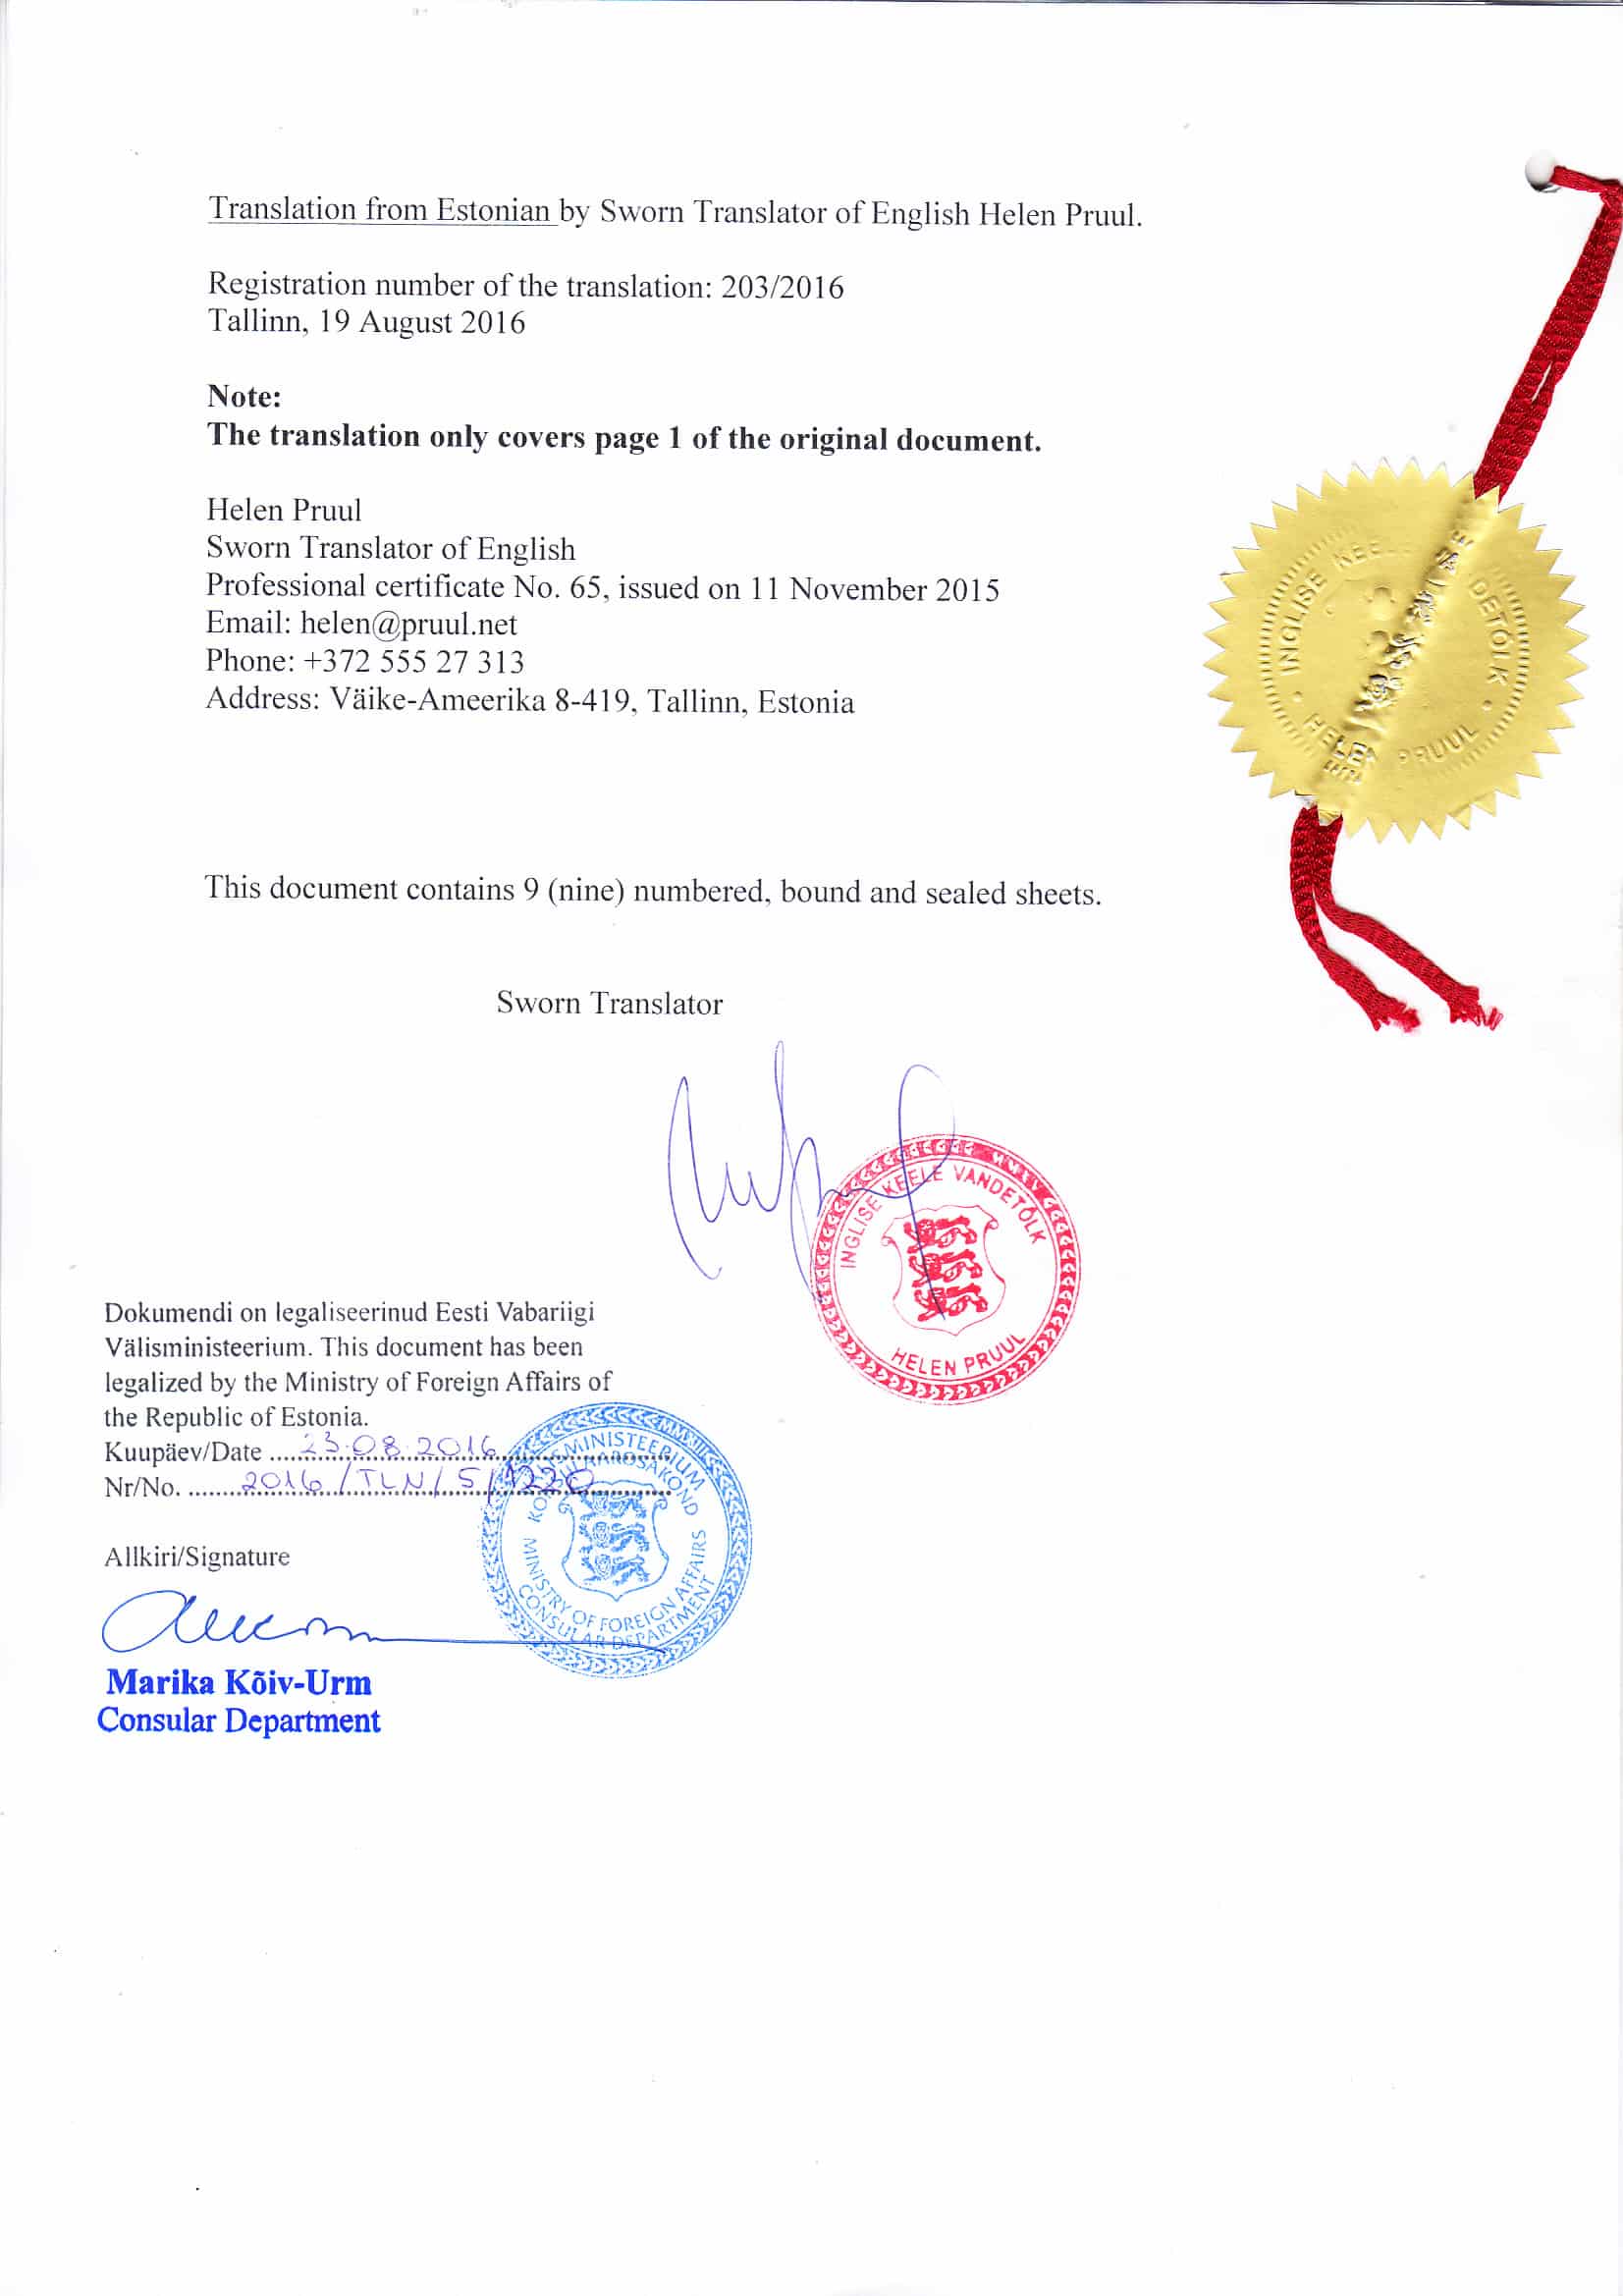 Translation from Estonian by Sworn Translator of English Helen Pruul.
Registration number of the translation: 203/2016
Tallinn, 19 August 2016
Note:
The translation only covers page 1 of the original document.
Helen Pruul
Sworn Translator of English
Professional certificate No. 65, issued on 11 November 2015
Email: helen@pruul.net
Phone: +372 555 27 313
Address: Väike-Ameerika 8-419, Tallinn, Estonia
INGLISE KEELE VANDETÕLK
HELEN PRUUL
This document contains 9 (nine) numbered, bound and sealed sheets.
Sworn Translator
INGLISE KEELE VANDETÕLK
HELEN PRUUL
Dokumendi on legaliseerinud Eesti Vabariigi
Välisministeerium. This document has been
legalized by the Ministry of Foreign Affairs of
the Republic of Estonia.
Kuupäev/Date 23.08.2016
Nr/No. 2016/TLN/S/1220
MINISTRY OF FOREIGN AFFAIRS
CONSULAR DEPARTMENT
Allkiri/Signature
Marika Kõiv-Urm
Consular Department